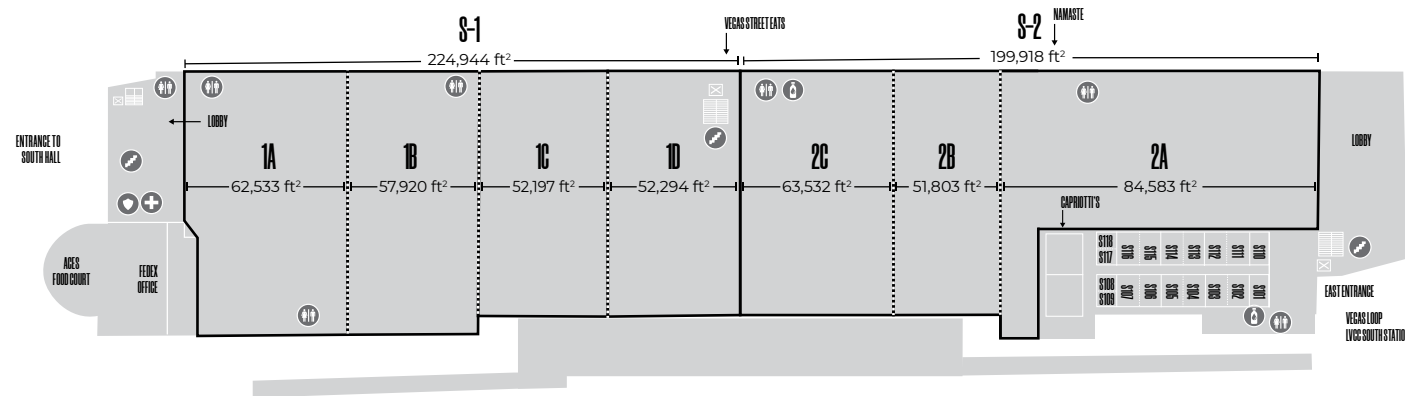 S-1
VEGAS STREET EATS
S-2
NAMASTE
224,944 ft²
199,918 ft²
ENTRANCE TO
SOUTH HALL
LOBBY
1A
1B
1C
1D
2C
2B
2A
LOBBY
62,533 ft²
57,920 ft²
52,197 ft²
52,294 ft²
63,532 ft²
51,803 ft²
84,583 ft²
CAPRIOTTI'S
ACES
FOOD COURT
FEDEX
OFFICE
S118
S117
S116
S115
S114
S113
S112
S111
S110
S108
S109
S107
S106
S105
S104
S103
S102
S101
EAST ENTRANCE
VEGAS LOOP
LVCC SOUTH STATIO